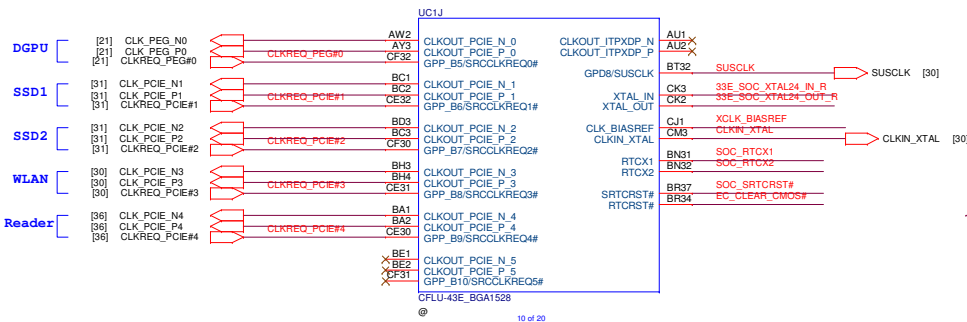 UC1J
DGPU
[21] CLK_PEG_N0 AW2 CLKOUT_PCIE_N_0
[21] CLK_PEG_P0 AY3 CLKOUT_PCIE_P_0
[21] CLKREQ_PEG#0 CF32 GPP_B5/SRCCLKREQ0#
SSD1
[31] CLK_PCIE_N1 BC1 CLKOUT_PCIE_N_1
[31] CLK_PCIE_P1 BC2 CLKOUT_PCIE_P_1
[31] CLKREQ_PCIE#1 CLKREQ_PCIE#1 CE32 GPP_B6/SRCCLKREQ1#
SSD2
[31] CLK_PCIE_N2 BD3 CLKOUT_PCIE_N_2
[31] CLK_PCIE_P2 BC3 CLKOUT_PCIE_P_2
[31] CLKREQ_PCIE#2 CLKREQ_PCIE#2 CF30 GPP_B7/SRCCLKREQ2#
WLAN
[30] CLK_PCIE_N3 BH3 CLKOUT_PCIE_N_3
[30] CLK_PCIE_P3 BH4 CLKOUT_PCIE_P_3
[30] CLKREQ_PCIE#3 CLKREQ_PCIE#3 CE31 GPP_B8/SRCCLKREQ3#
Reader
[36] CLK_PCIE_N4 BA1 CLKOUT_PCIE_N_4
[36] CLK_PCIE_P4 BA2 CLKOUT_PCIE_P_4
[36] CLKREQ_PCIE#4 CLKREQ_PCIE#4 CE30 GPP_B9/SRCCLKREQ4#
BE1 CLKOUT_PCIE_N_5
BE2 CLKOUT_PCIE_P_5
CF31 GPP_B10/SRCCLKREQ5#
CLKOUT_ITPXDP_N AU1
CLKOUT_ITPXDP_P AU2
GPD8/SUSCLK BT32 SUSCLK SUSCLK [30]
XTAL_IN CK3 33E_SOC_XTAL24_IN_R
XTAL_OUT CK2 33E_SOC_XTAL24_OUT_R
CLK_BIASREF CJ1 XCLK_BIASREF
CLKIN_XTAL CM3 CLKIN_XTAL CLKIN_XTAL [30]
RTCX1 BN31 SOC_RTCX1
RTCX2 BN32 SOC_RTCX2
SRTCRST# BR37 SOC_SRTCRST#
RTCRST# BR34 EC_CLEAR_CMOS#
CFLU-43E_BGA1528
@
10 of 20